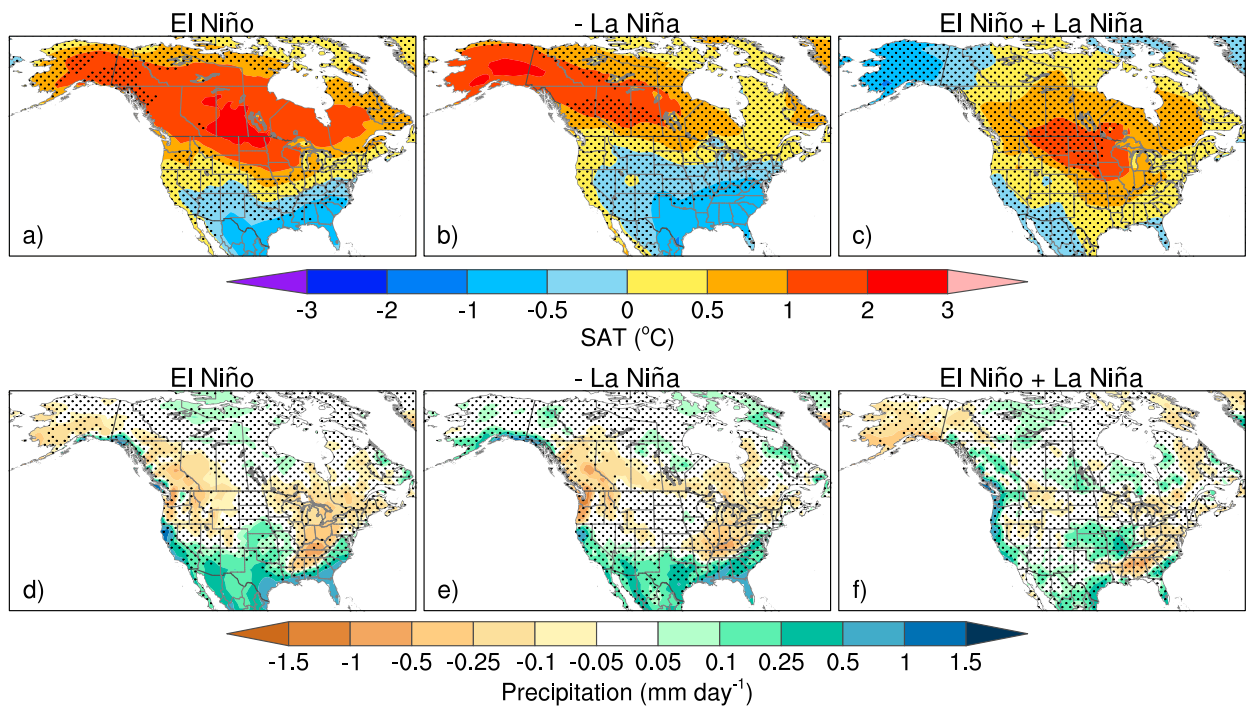 El Niño - La Niña El Niño + La Niña
a) b) c)
-3 -2 -1 -0.5 0 0.5 1 2 3
SAT (°C)
El Niño - La Niña El Niño + La Niña
d) e) f)
-1.5 -1 -0.5 -0.25 -0.1 -0.05 0.05 0.1 0.25 0.5 1 1.5
Precipitation (mm day⁻¹)